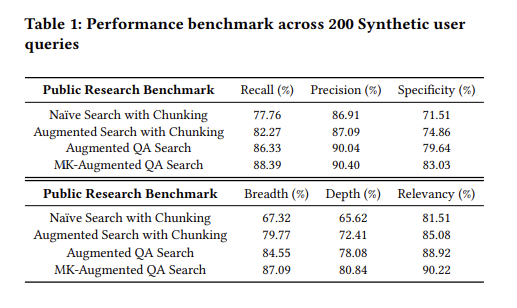 Table 1: Performance benchmark across 200 Synthetic user
queries
Public Research Benchmark Recall (%) Precision (%) Specificity (%)
Naïve Search with Chunking 77.76 86.91 71.51
Augmented Search with Chunking 82.27 87.09 74.86
Augmented QA Search 86.33 90.04 79.64
MK-Augmented QA Search 88.39 90.40 83.03
Public Research Benchmark Breadth (%) Depth (%) Relevancy (%)
Naïve Search with Chunking 67.32 65.62 81.51
Augmented Search with Chunking 79.77 72.41 85.08
Augmented QA Search 84.55 78.08 88.92
MK-Augmented QA Search 87.09 80.84 90.22